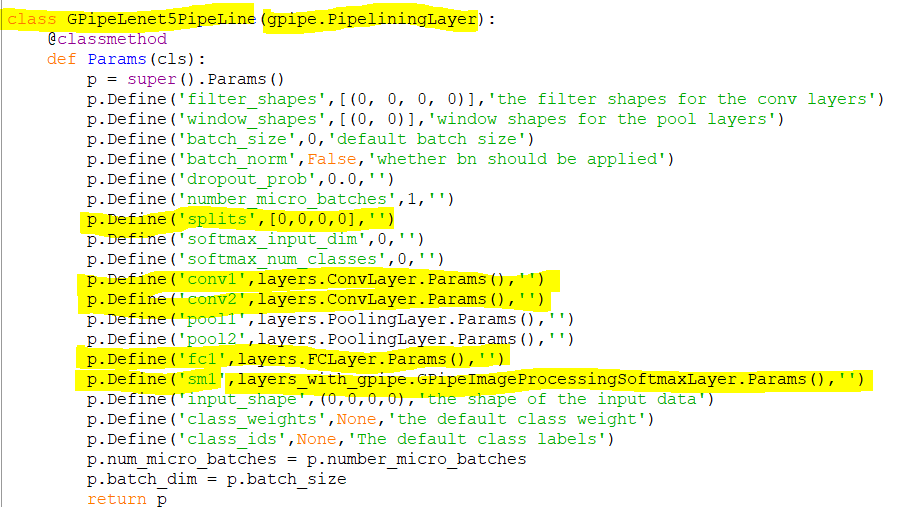 class GPipeLenet5PipeLine(gpipe.PipeliningLayer):
    @classmethod
    def Params(cls):
        p = super().Params()
        p.Define('filter_shapes',[(0, 0, 0, 0)],'the filter shapes for the conv layers')
        p.Define('window_shapes',[(0, 0)],'window shapes for the pool layers')
        p.Define('batch_size',0,'default batch size')
        p.Define('batch_norm',False,'whether bn should be applied')
        p.Define('dropout_prob',0.0,'')
        p.Define('number_micro_batches',1,'')
        p.Define('splits',[0,0,0,0],'')
        p.Define('softmax_input_dim',0,'')
        p.Define('softmax_num_classes',0,'')
        p.Define('conv1',layers.ConvLayer.Params(),'')
        p.Define('conv2',layers.ConvLayer.Params(),'')
        p.Define('pool1',layers.PoolingLayer.Params(),'')
        p.Define('pool2',layers.PoolingLayer.Params(),'')
        p.Define('fc1',layers.FCLayer.Params(),'')
        p.Define('sm1',layers_with_gpipe.GPipeImageProcessingSoftmaxLayer.Params(),'')
        p.Define('input_shape',(0,0,0,0),'the shape of the input data')
        p.Define('class_weights',None,'the default class weight')
        p.Define('class_ids',None,'The default class labels')
        p.num_micro_batches = p.number_micro_batches
        p.batch_dim = p.batch_size
        return p